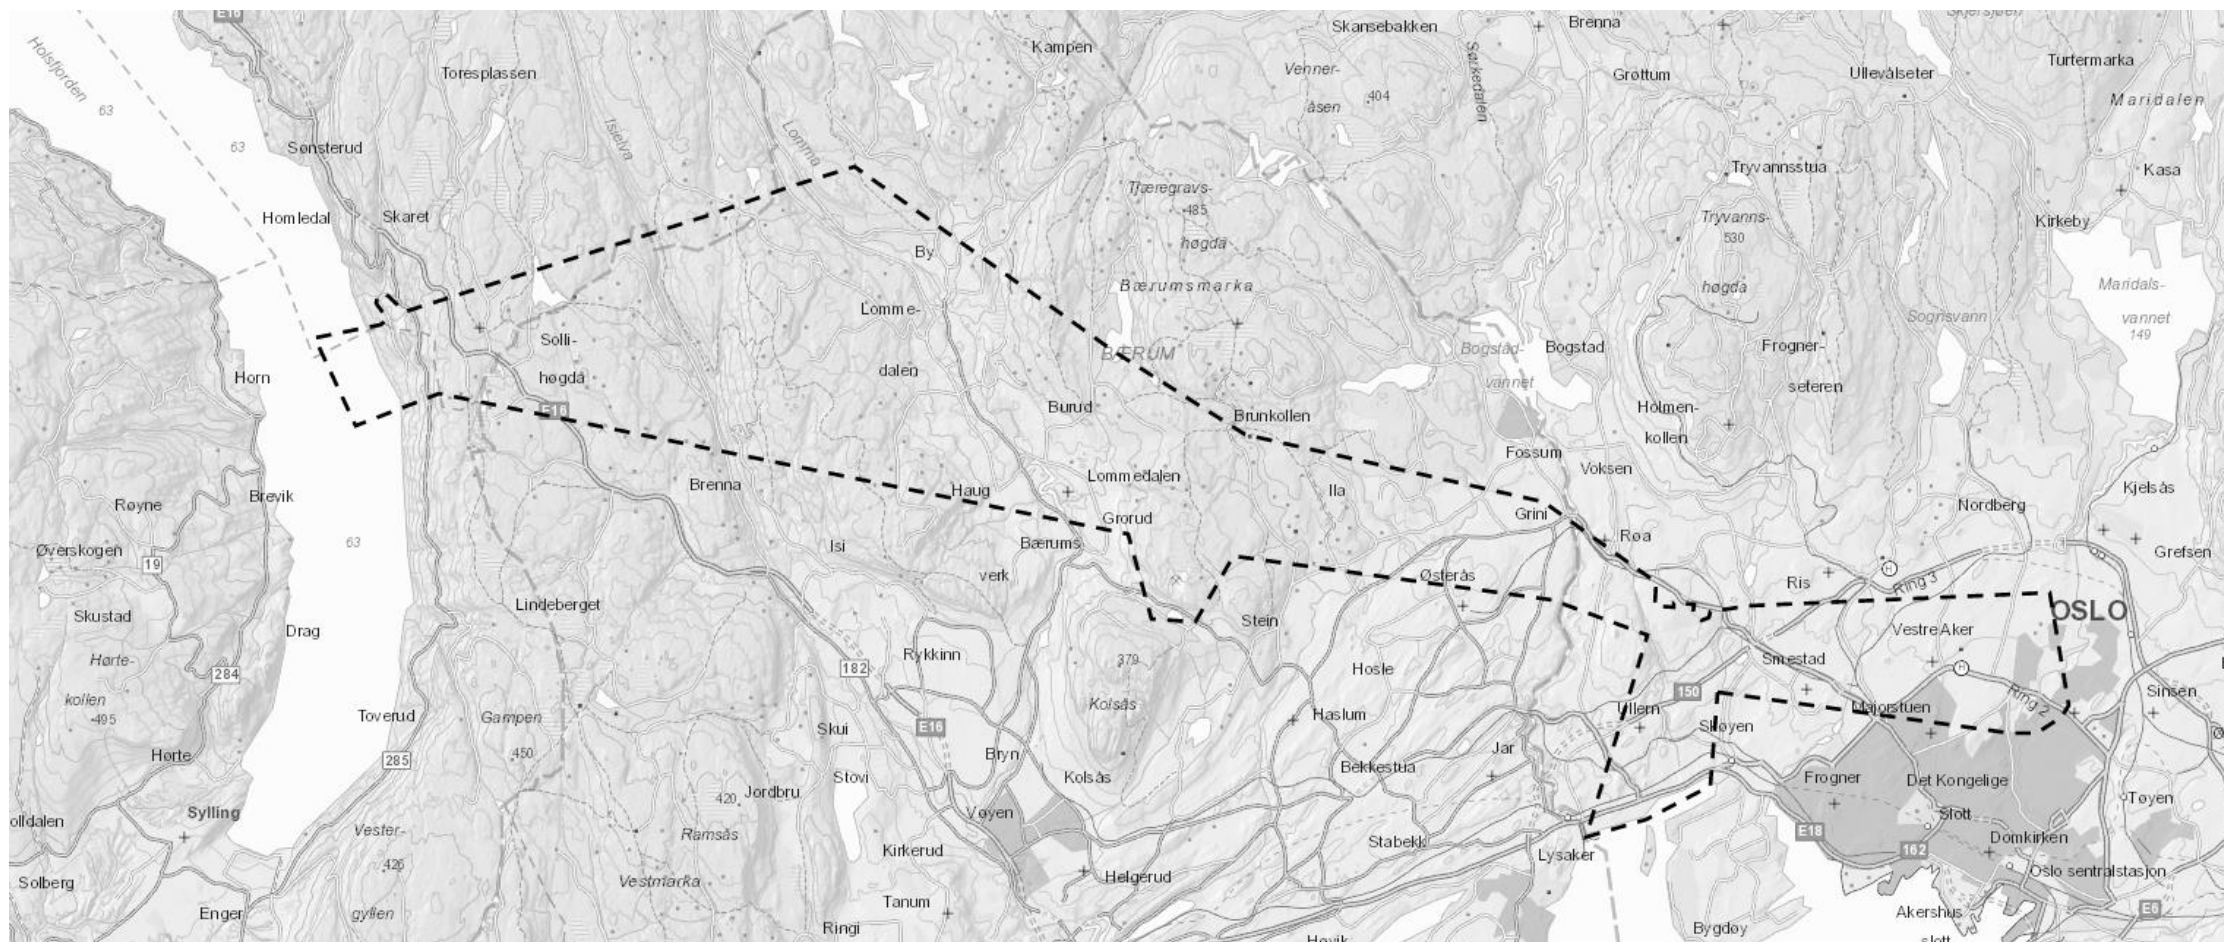 E16
Holsfjorden
63
63
Toresplassen
Sønsterud
Isielva
Lomma
Kampen
Skansebakken
Brenna
Skjersjøen
Venner-
åsen
404
Sørkedalen
Grøttum
Ullevålseter
Turtermarka
Maridalen
Tryvannsstua
Kasa
Homledal
Skaret
Tjæregravs-
485
høgda
Tryvanns-
530
høgda
Kirkeby
By
Bærumsmarka
Maridals-
vannet
149
Lomme-
dalen
Sognsvann
Solli-
høgda
BÆRUM
Bogstad-
vannet
Bogstad
Frogner-
seteren
Horn
E16
Burud
Brunkollen
Holmen-
kollen
Fossum
Voksen
Røyne
Brevik
Brenna
Haug
Lommedalen
Ila
Grini
Nordberg
Kjelsås
Grorud
Røa
Øverskogen
19
63
Isi
Bærums
verk
Østerås
Ris
Ring 3
Grefsen
Skustad
Drag
Lindeberget
Stein
OSLO
Vestre Aker
Hørte-
kollen
495
284
182
Rykkinn
379
Kolsås
Hosle
Smestad
150
Ring 2
Sinsen
Toverud
Gampen
450
Skui
E16
Haslum
Ullern
Skøyen
Majorstuen
Hørte
285
Bryn
Jar
Stovi
Kolsås
Bekkestua
Frogner
Det Kongelige
Slott
Tøyen
Jordbru
420
Ramsås
Vøyen
Sylling
olldalen
Vester-
426
gyllen
Kirkerud
Stabekk
Lysaker
E18
162
Domkirken
Solberg
Vestmarka
Helgerud
Oslo sentralstasjon
Enger
Tanum
Ringi
Høvik
Bygdøy
Akershus
slott
E6